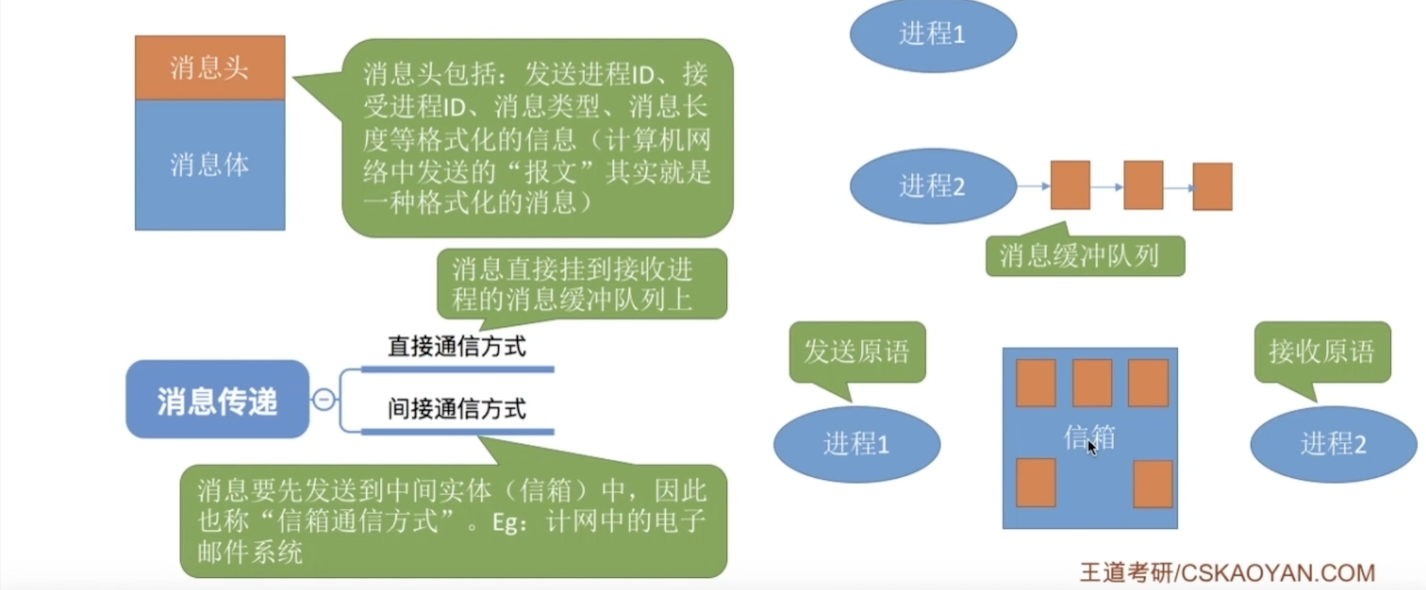 消息头
消息体
消息头包括：发送进程ID、接
受进程ID、消息类型、消息长
度等格式化的信息（计算机网
络中发送的“报文”其实就是
一种格式化的消息）
进程1
进程2
消息缓冲队列
消息直接挂到接收进
程的消息缓冲队列上
直接通信方式
消息传递
间接通信方式
消息要先发送到中间实体（信箱）中，因此
也称“信箱通信方式”。Eg：计网中的电子
邮件系统
发送原语
接收原语
进程1
信箱
进程2
王道考研/CSKAOYAN.COM